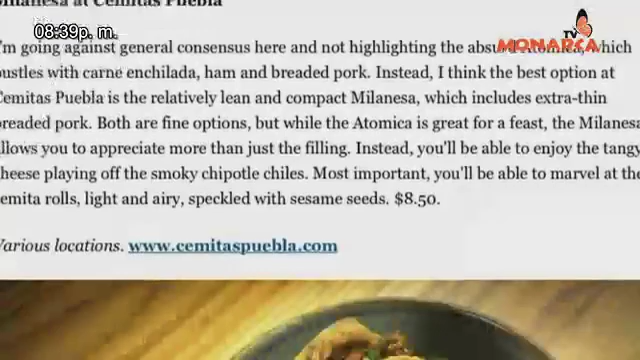 Milanesa at Cemitas Puebla
08:39p. m.
TV
MONARCA
'm going against general consensus here and not highlighting the absurd Atomica, which
ustles with carne enchilada, ham and breaded pork. Instead, I think the best option at
Cemitas Puebla is the relatively lean and compact Milanesa, which includes extra-thin
breaded pork. Both are fine options, but while the Atomica is great for a feast, the Milanesa
llows you to appreciate more than just the filling. Instead, you'll be able to enjoy the tangy
cheese playing off the smoky chipotle chiles. Most important, you'll be able to marvel at the
cemita rolls, light and airy, speckled with sesame seeds. $8.50.
Various locations. www.cemitaspuebla.com